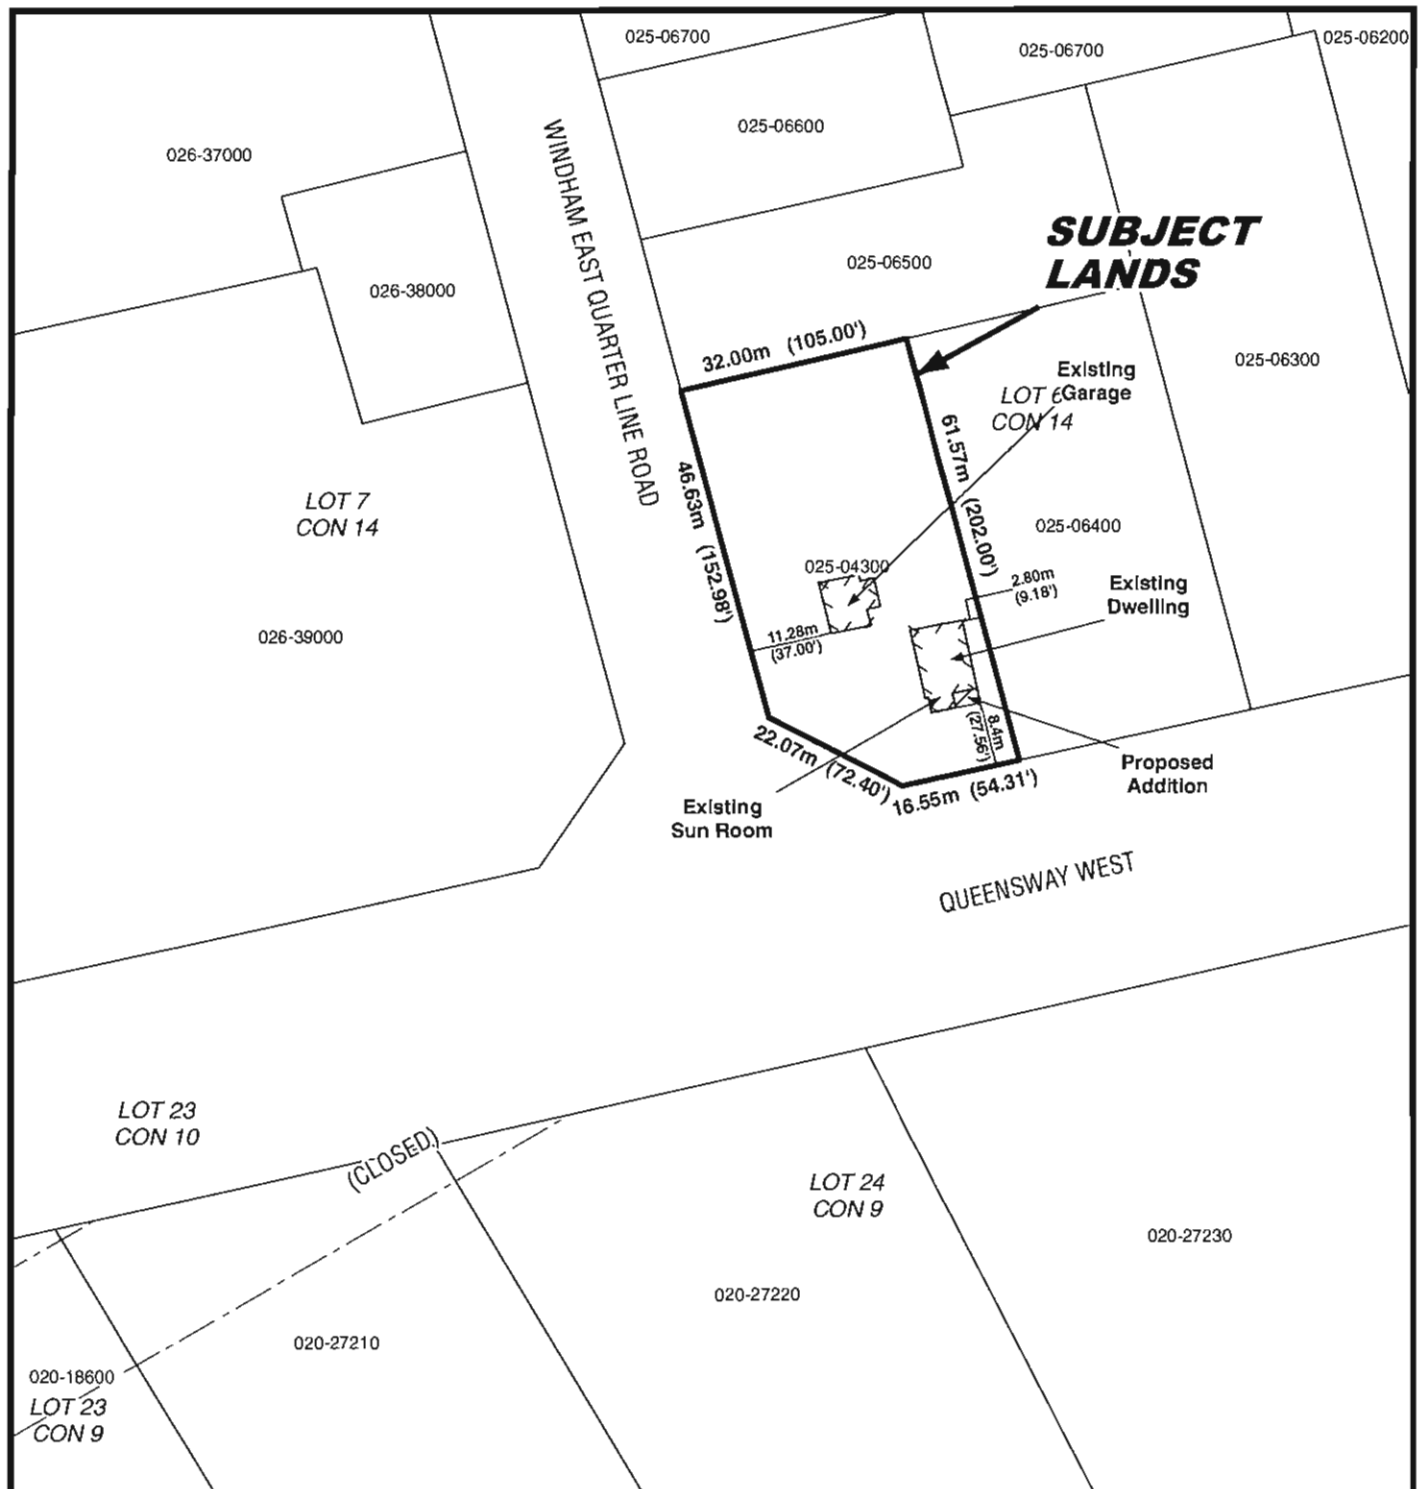 025-06700
025-06700
025-06200
026-37000
025-06600
WINDHAM EAST QUARTER LINE ROAD
SUBJECT
LANDS
025-06500
026-38000
32.00m (105.00')
025-06300
Existing
Garage
LOT 6
CON 14
61.57m (202.00')
46.63m (152.98')
LOT 7
CON 14
025-06400
025-04300
2.80m
(9.18')
Existing
Dwelling
026-39000
11.28m
(37.00')
8.4m
(27.56')
22.07m (72.40')
16.55m (54.31')
Proposed
Addition
Existing
Sun Room
QUEENSWAY WEST
LOT 23
CON 10
(CLOSED)
LOT 24
CON 9
020-27230
020-27220
020-27210
020-18600
LOT 23
CON 9